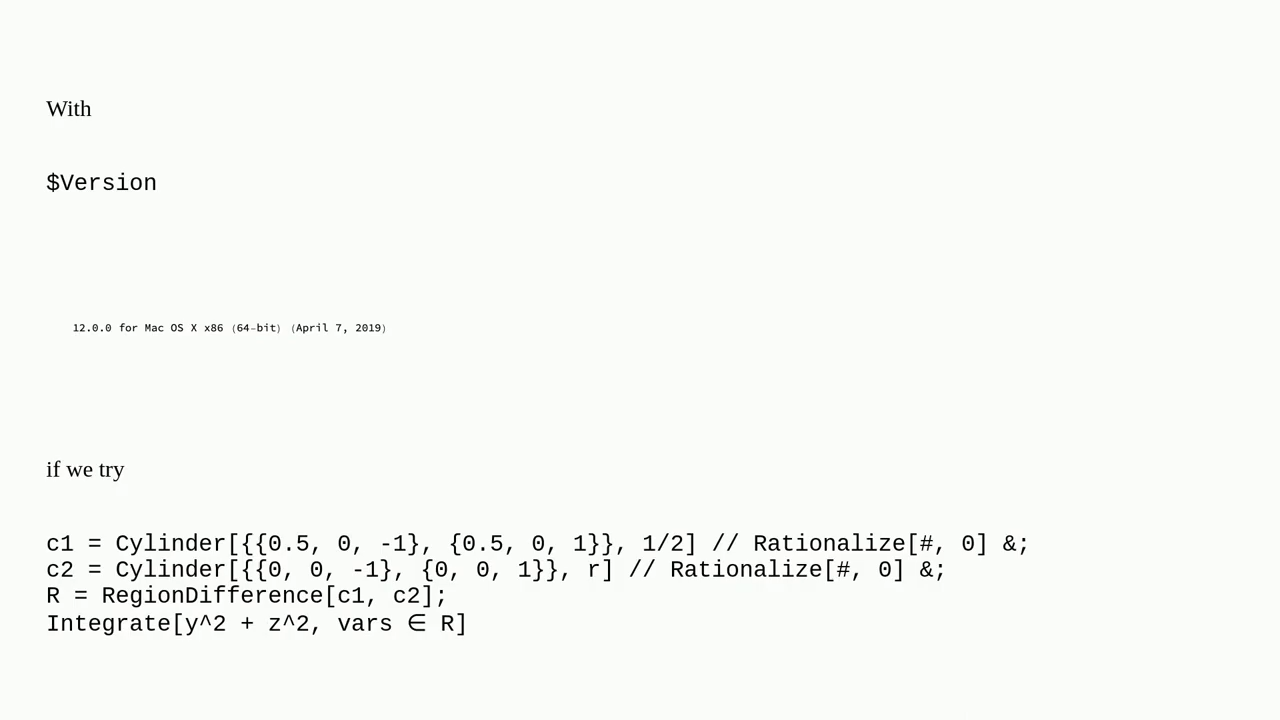 With
$Version
12.0.0 for Mac OS X x86 (64-bit) (April 7, 2019)
if we try
c1 = Cylinder[{{0.5, 0, -1}, {0.5, 0, 1}}, 1/2] // Rationalize[#, 0] &;
c2 = Cylinder[{{0, 0, -1}, {0, 0, 1}}, r] // Rationalize[#, 0] &;
R = RegionDifference[c1, c2];
Integrate[y^2 + z^2, vars ∈ R]